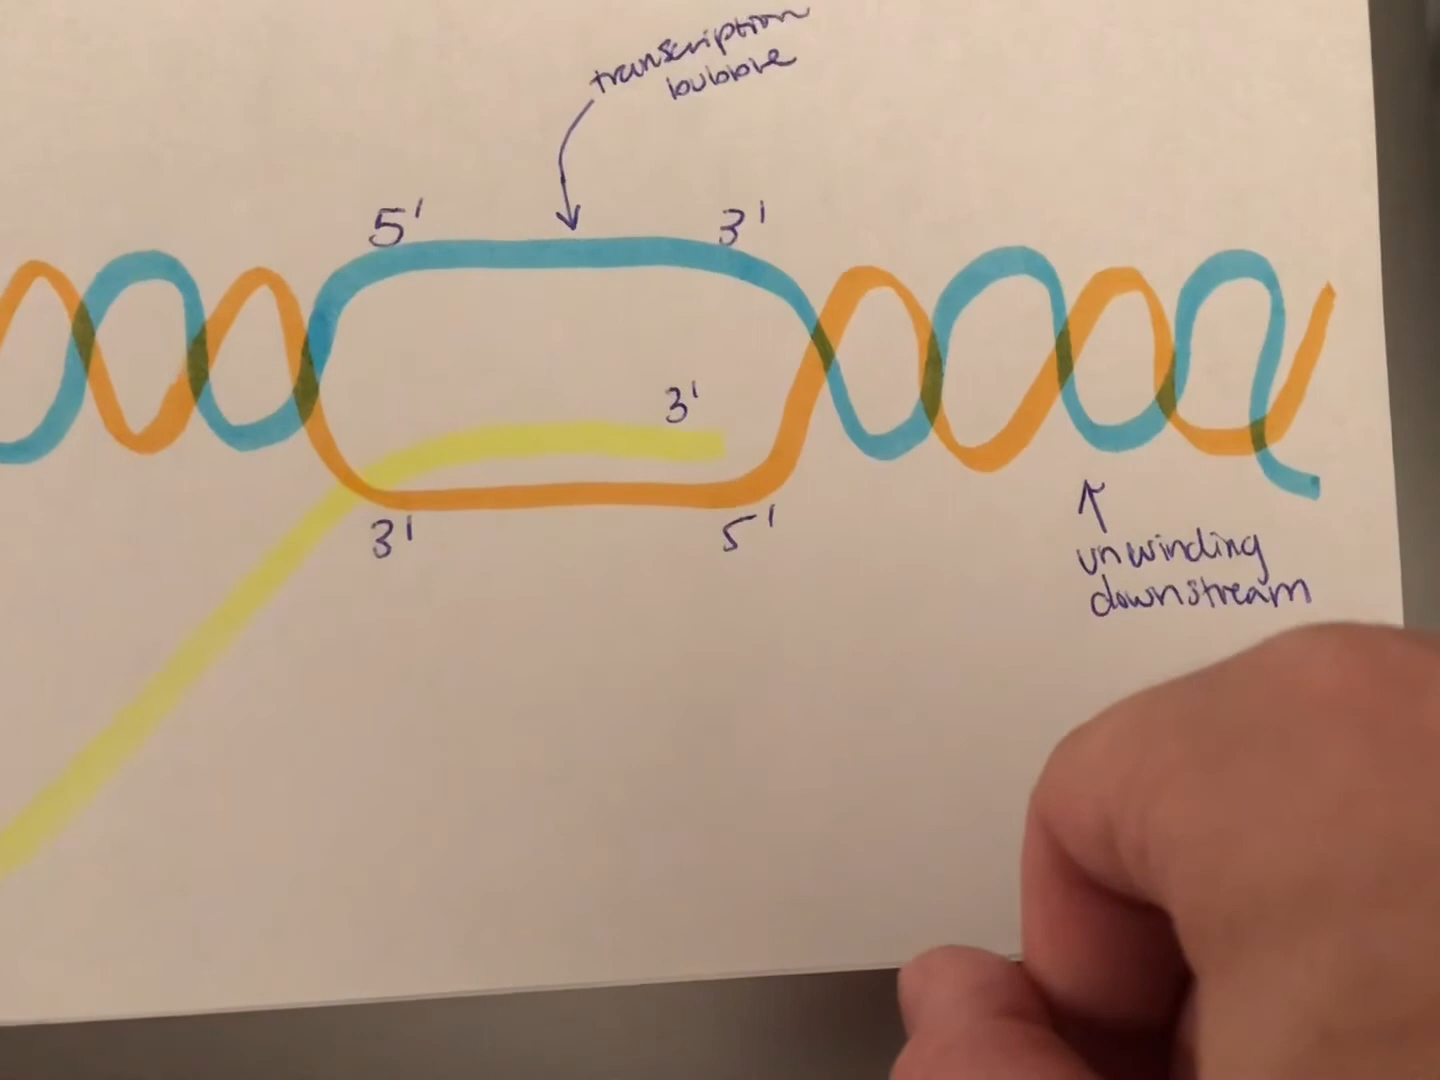 transcription
bubble
5'
3'
3'
3'
5'
unwinding
downstream